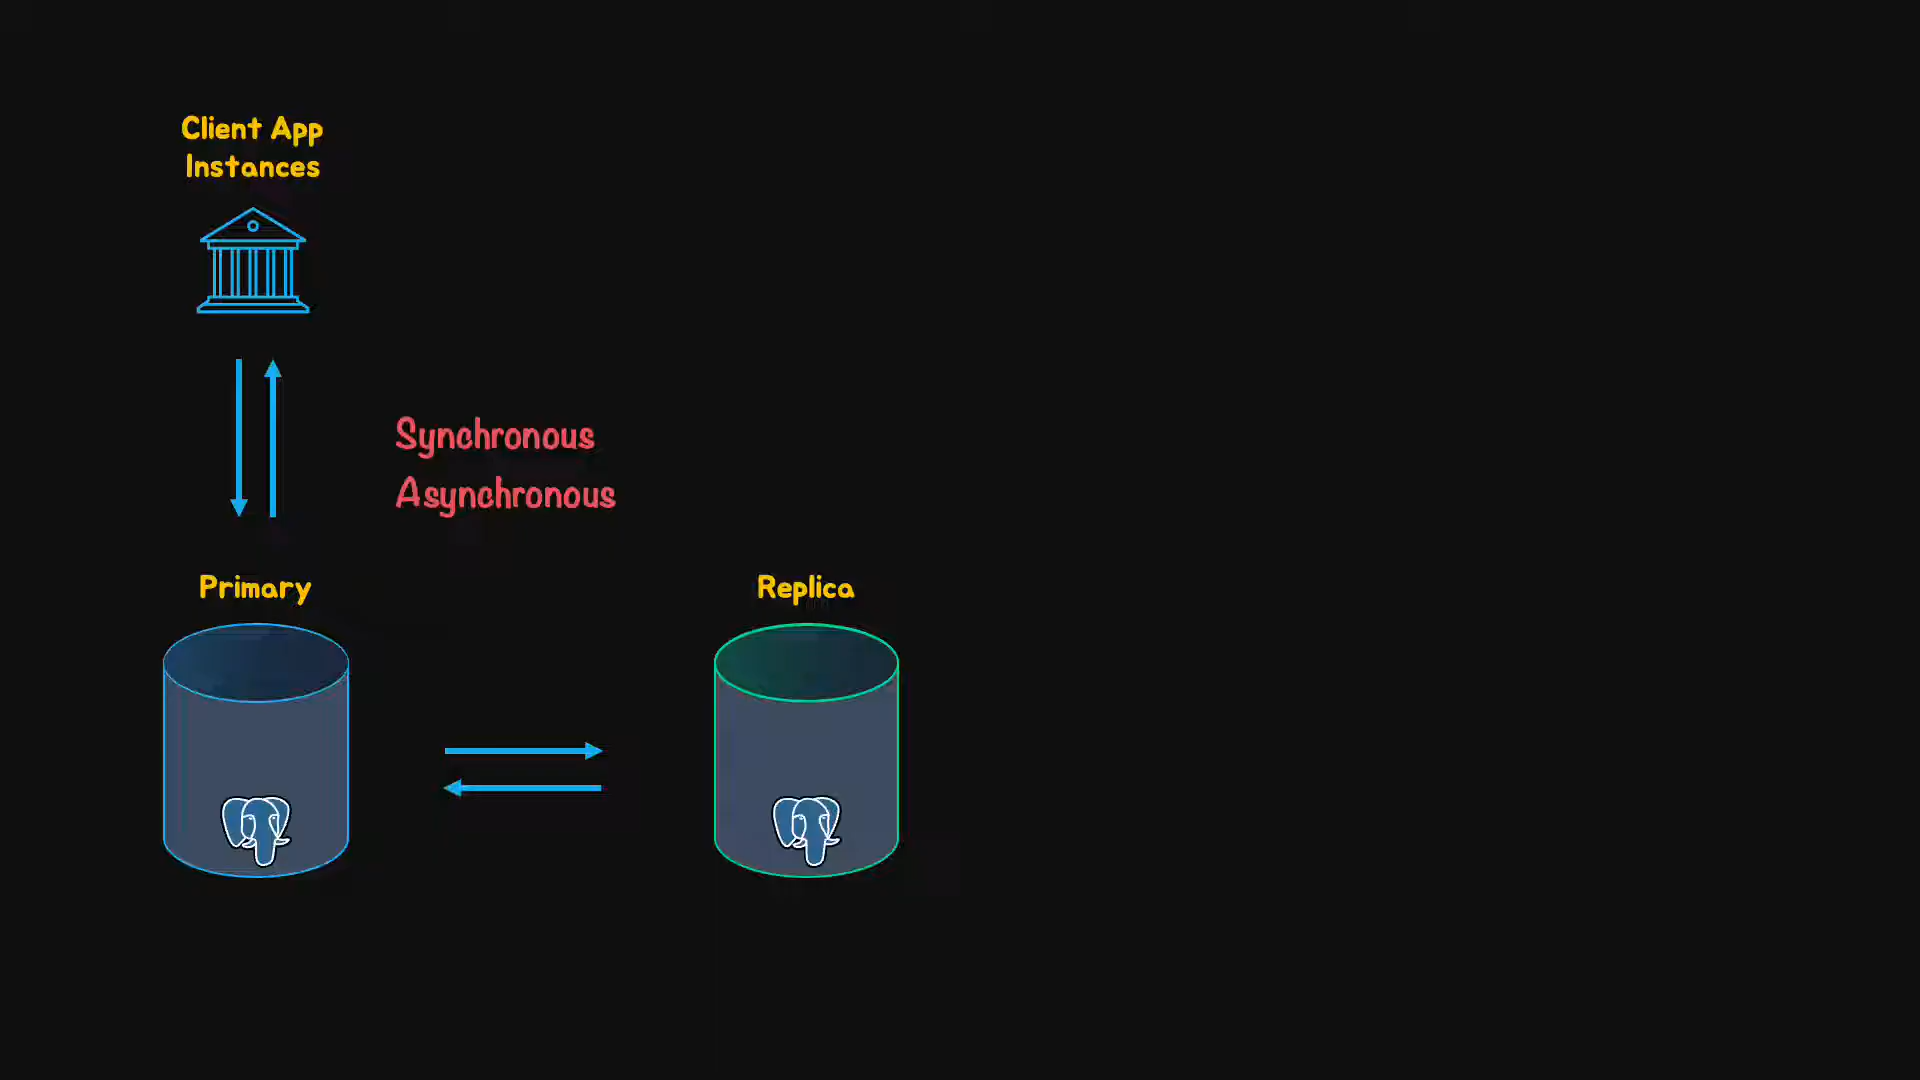 Client App
Instances
Synchronous
Asynchronous
Primary
Replica